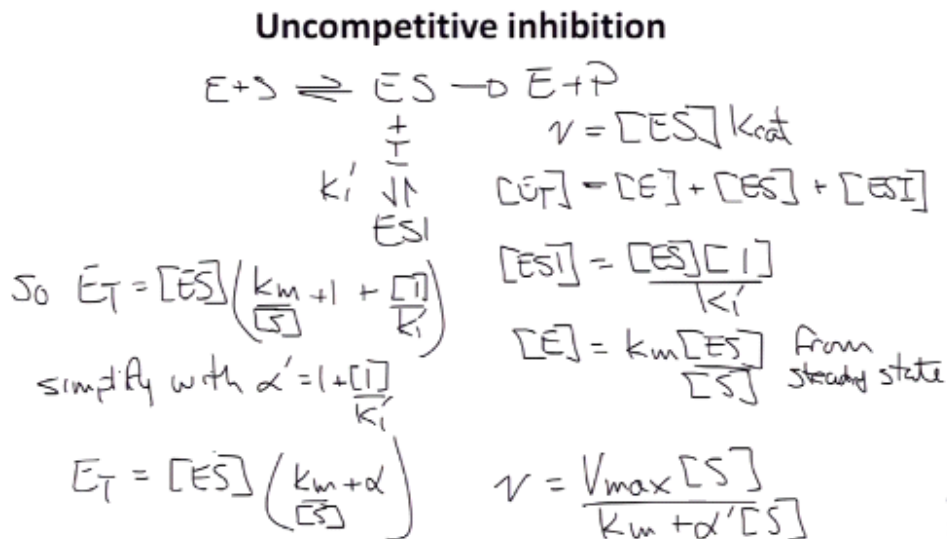 Uncompetitive inhibition
E+S ⇌ ES → E+P
+
I
Ki' ⇌
ESI
v = [ES] kcat
[ET] = [E] + [ES] + [ESI]
[ESI] = [ES][I] / Ki'
[E] = km[ES] / [S] from steady state
So ET = [ES] (km/[S] + 1 + [I]/Ki')
simplify with α' = 1 + [I]/Ki'
ET = [ES] (km/[S] + α)
v = Vmax [S] / km + α'[S]